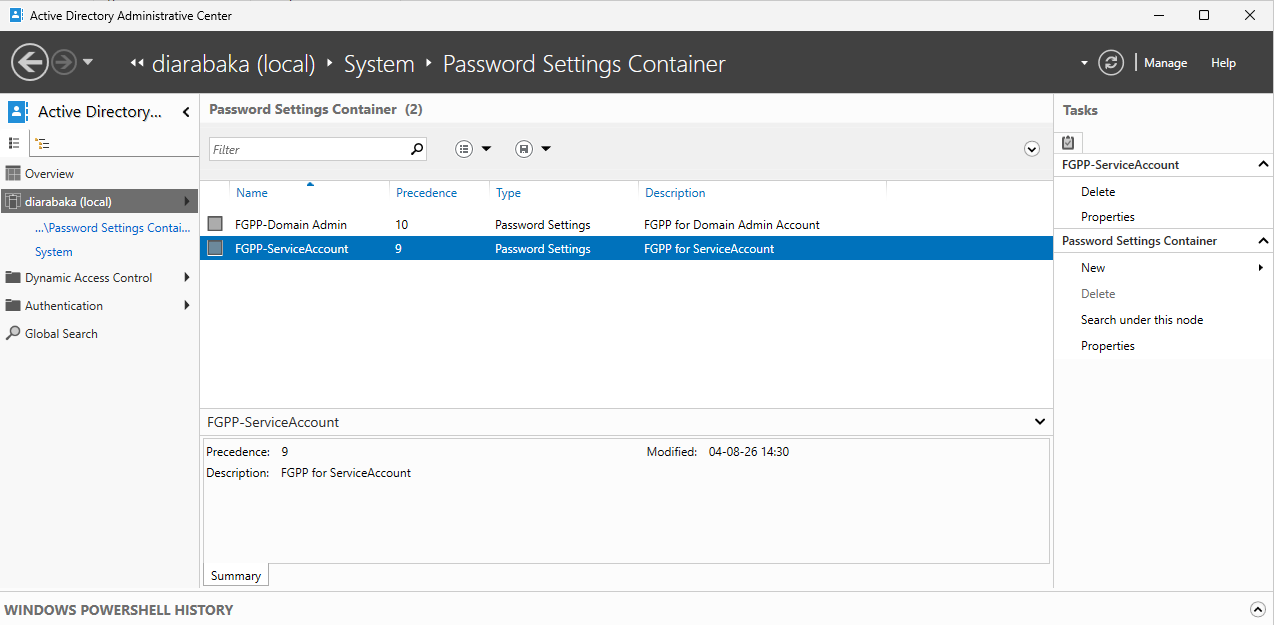 Active Directory Administrative Center
diarabaka (local) System Password Settings Container Manage Help
Active Directory...
Overview
diarabaka (local)
...\Password Settings Contai...
System
Dynamic Access Control
Authentication
Global Search
Password Settings Container (2)
Filter
Name Precedence Type Description
FGPP-Domain Admin 10 Password Settings FGPP for Domain Admin Account
FGPP-ServiceAccount 9 Password Settings FGPP for ServiceAccount
FGPP-ServiceAccount
Precedence: 9 Modified: 04-08-26 14:30
Description: FGPP for ServiceAccount
Summary
Tasks
FGPP-ServiceAccount
Delete
Properties
Password Settings Container
New
Delete
Search under this node
Properties
WINDOWS POWERSHELL HISTORY